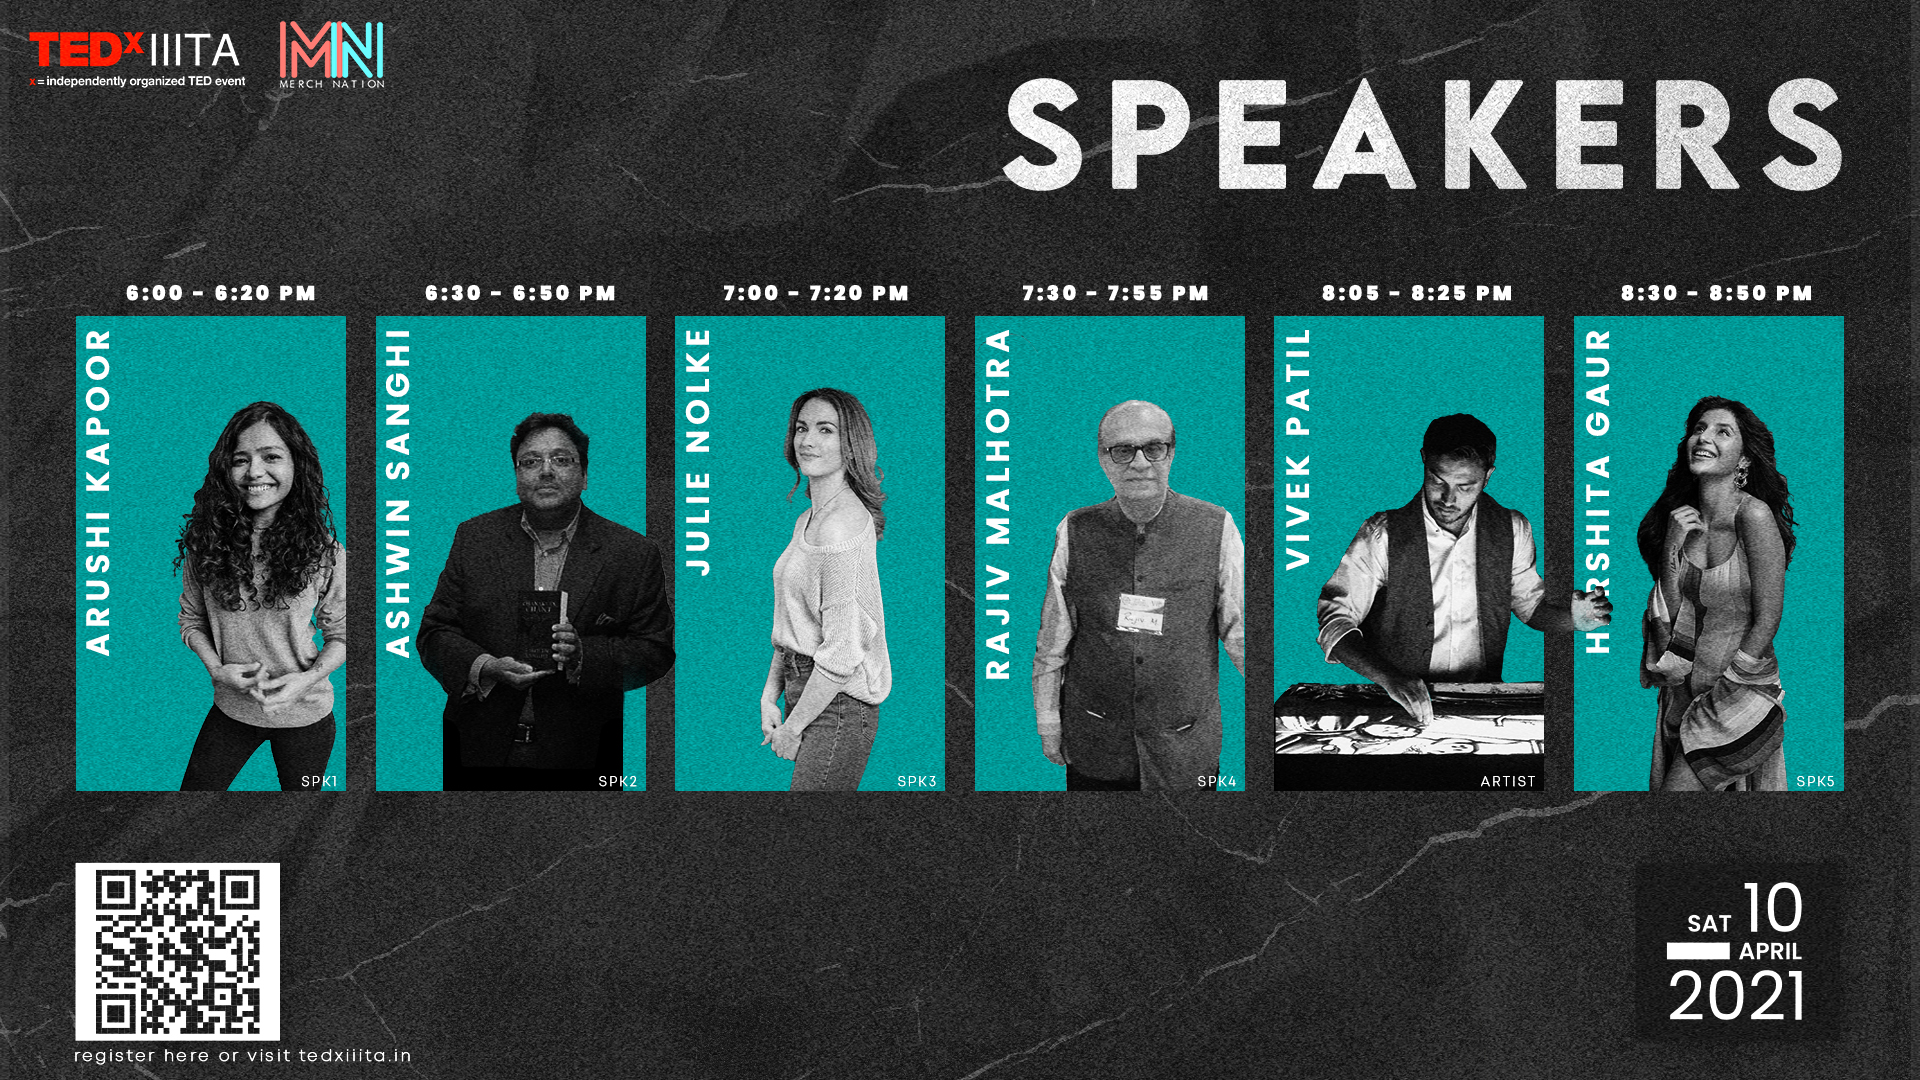 TEDxIIITA
x = independently organized TED event
MN
MERCH NATION
SPEAKERS
6:00 - 6:20 PM
ARUSHI KAPOOR
SPK1
6:30 - 6:50 PM
ASHWIN SANGHI
CHANT
SPK2
7:00 - 7:20 PM
JULIE NOLKE
SPK3
7:30 - 7:55 PM
RAJIV MALHOTRA
Rajiv M
SPK4
8:05 - 8:25 PM
VIVEK PATIL
ARTIST
8:30 - 8:50 PM
HARSHITA GAUR
SPK5
register here or visit tedxiiita.in
SAT 10
APRIL
2021